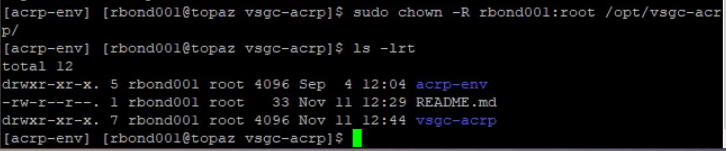 [acrp-env] [rbond001@topaz vsgc-acrp]$ sudo chown -R rbond001:root /opt/vsgc-acr
p/
[acrp-env] [rbond001@topaz vsgc-acrp]$ ls -lrt
total 12
drwxr-xr-x. 5 rbond001 root 4096 Sep  4 12:04 acrp-env
-rw-r--r--. 1 rbond001 root   33 Nov 11 12:29 README.md
drwxr-xr-x. 7 rbond001 root 4096 Nov 11 12:44 vsgc-acrp
[acrp-env] [rbond001@topaz vsgc-acrp]$